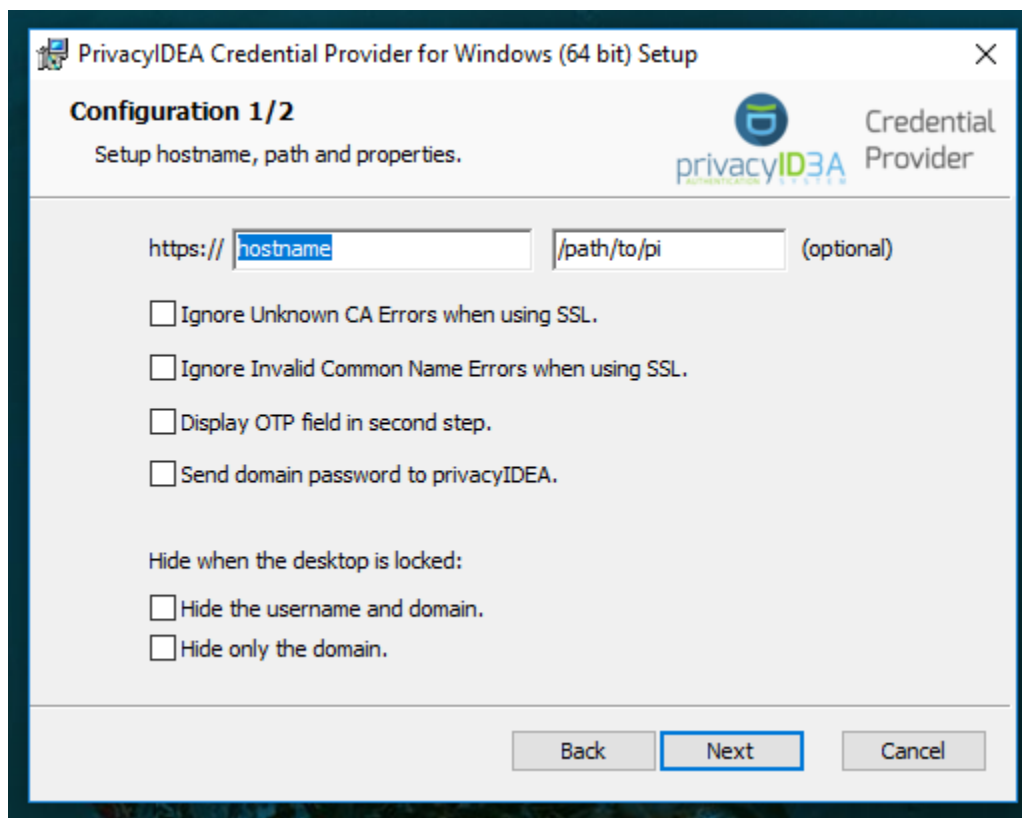 PrivacyIDEA Credential Provider for Windows (64 bit) Setup
Configuration 1/2
Setup hostname, path and properties.
privacyID3A
AUTHENTICATION SYSTEM
Credential
Provider
https:// hostname /path/to/pi (optional)
Ignore Unknown CA Errors when using SSL.
Ignore Invalid Common Name Errors when using SSL.
Display OTP field in second step.
Send domain password to privacyIDEA.
Hide when the desktop is locked:
Hide the username and domain.
Hide only the domain.
Back Next Cancel